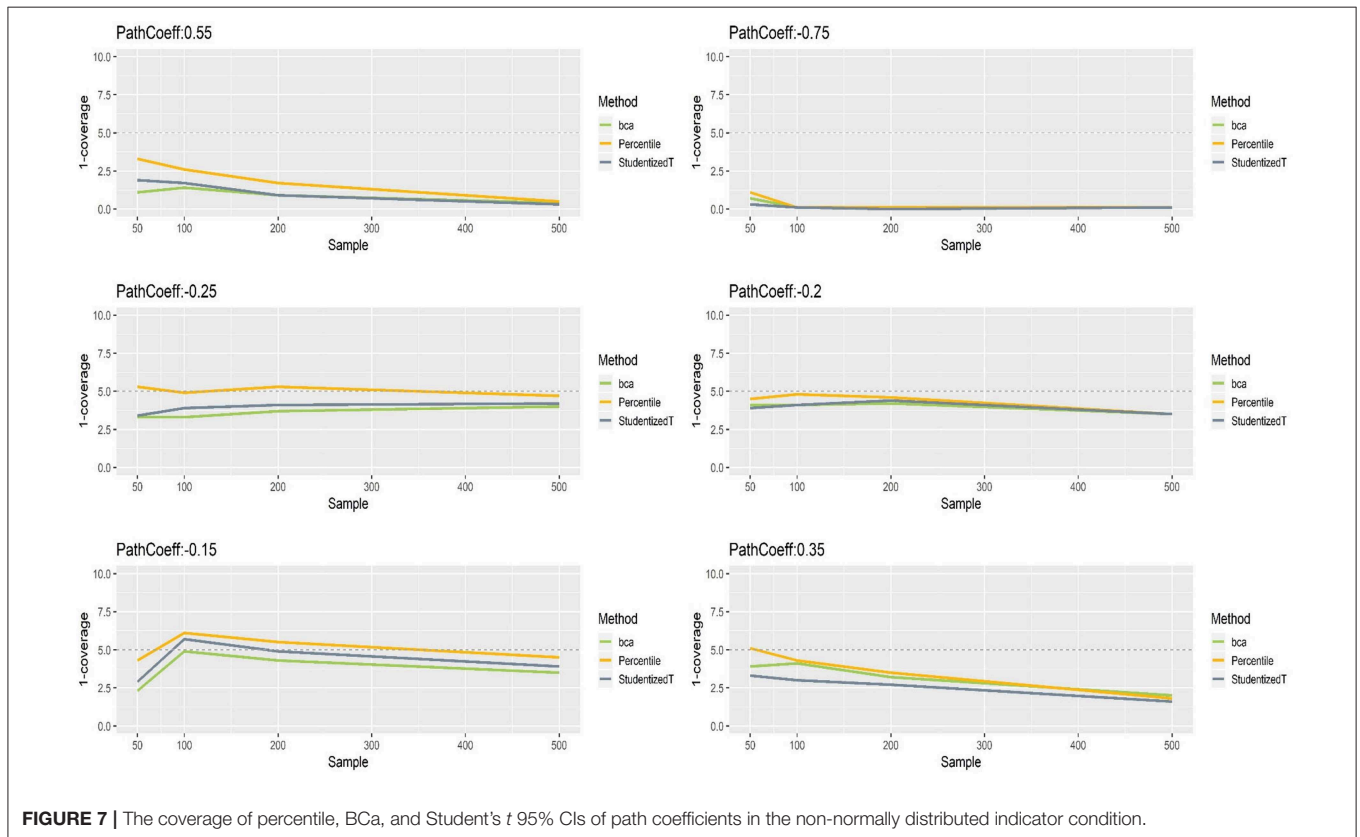 PathCoeff:0.55
10.0
7.5
5.0
2.5
0.0
1-coverage
50 100 200 300 400 500
Sample
Method
bca
Percentile
StudentizedT
PathCoeff:-0.75
10.0
7.5
5.0
2.5
0.0
1-coverage
50 100 200 300 400 500
Sample
Method
bca
Percentile
StudentizedT
PathCoeff:-0.25
10.0
7.5
5.0
2.5
0.0
1-coverage
50 100 200 300 400 500
Sample
Method
bca
Percentile
StudentizedT
PathCoeff:-0.2
10.0
7.5
5.0
2.5
0.0
1-coverage
50 100 200 300 400 500
Sample
Method
bca
Percentile
StudentizedT
PathCoeff:-0.15
10.0
7.5
5.0
2.5
0.0
1-coverage
50 100 200 300 400 500
Sample
Method
bca
Percentile
StudentizedT
PathCoeff:0.35
10.0
7.5
5.0
2.5
0.0
1-coverage
50 100 200 300 400 500
Sample
Method
bca
Percentile
StudentizedT
FIGURE 7 | The coverage of percentile, BCa, and Student's t 95% CIs of path coefficients in the non-normally distributed indicator condition.